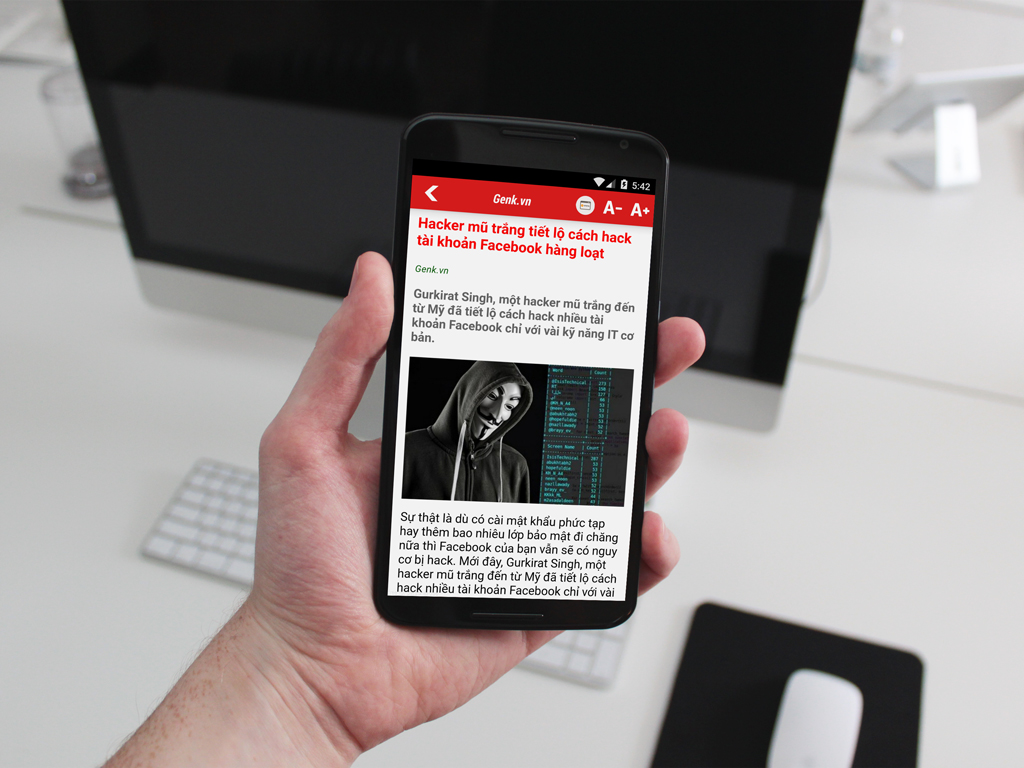 5:42
Genk.vn A- A+
Hacker mũ trắng tiết lộ cách hack
tài khoản Facebook hàng loạt
Genk.vn
Gurkirat Singh, một hacker mũ trắng đến
từ Mỹ đã tiết lộ cách hack nhiều tài
khoản Facebook chỉ với vài kỹ năng IT cơ
bản.
Word Count
273
Screen Name Count
Sự thật là dù có cài mật khẩu phức tạp
hay thêm bao nhiêu lớp bảo mật đi chăng
nữa thì Facebook của bạn vẫn sẽ có nguy
cơ bị hack. Mới đây, Gurkirat Singh, một
hacker mũ trắng đến từ Mỹ đã tiết lộ cách
hack nhiều tài khoản Facebook chỉ với vài